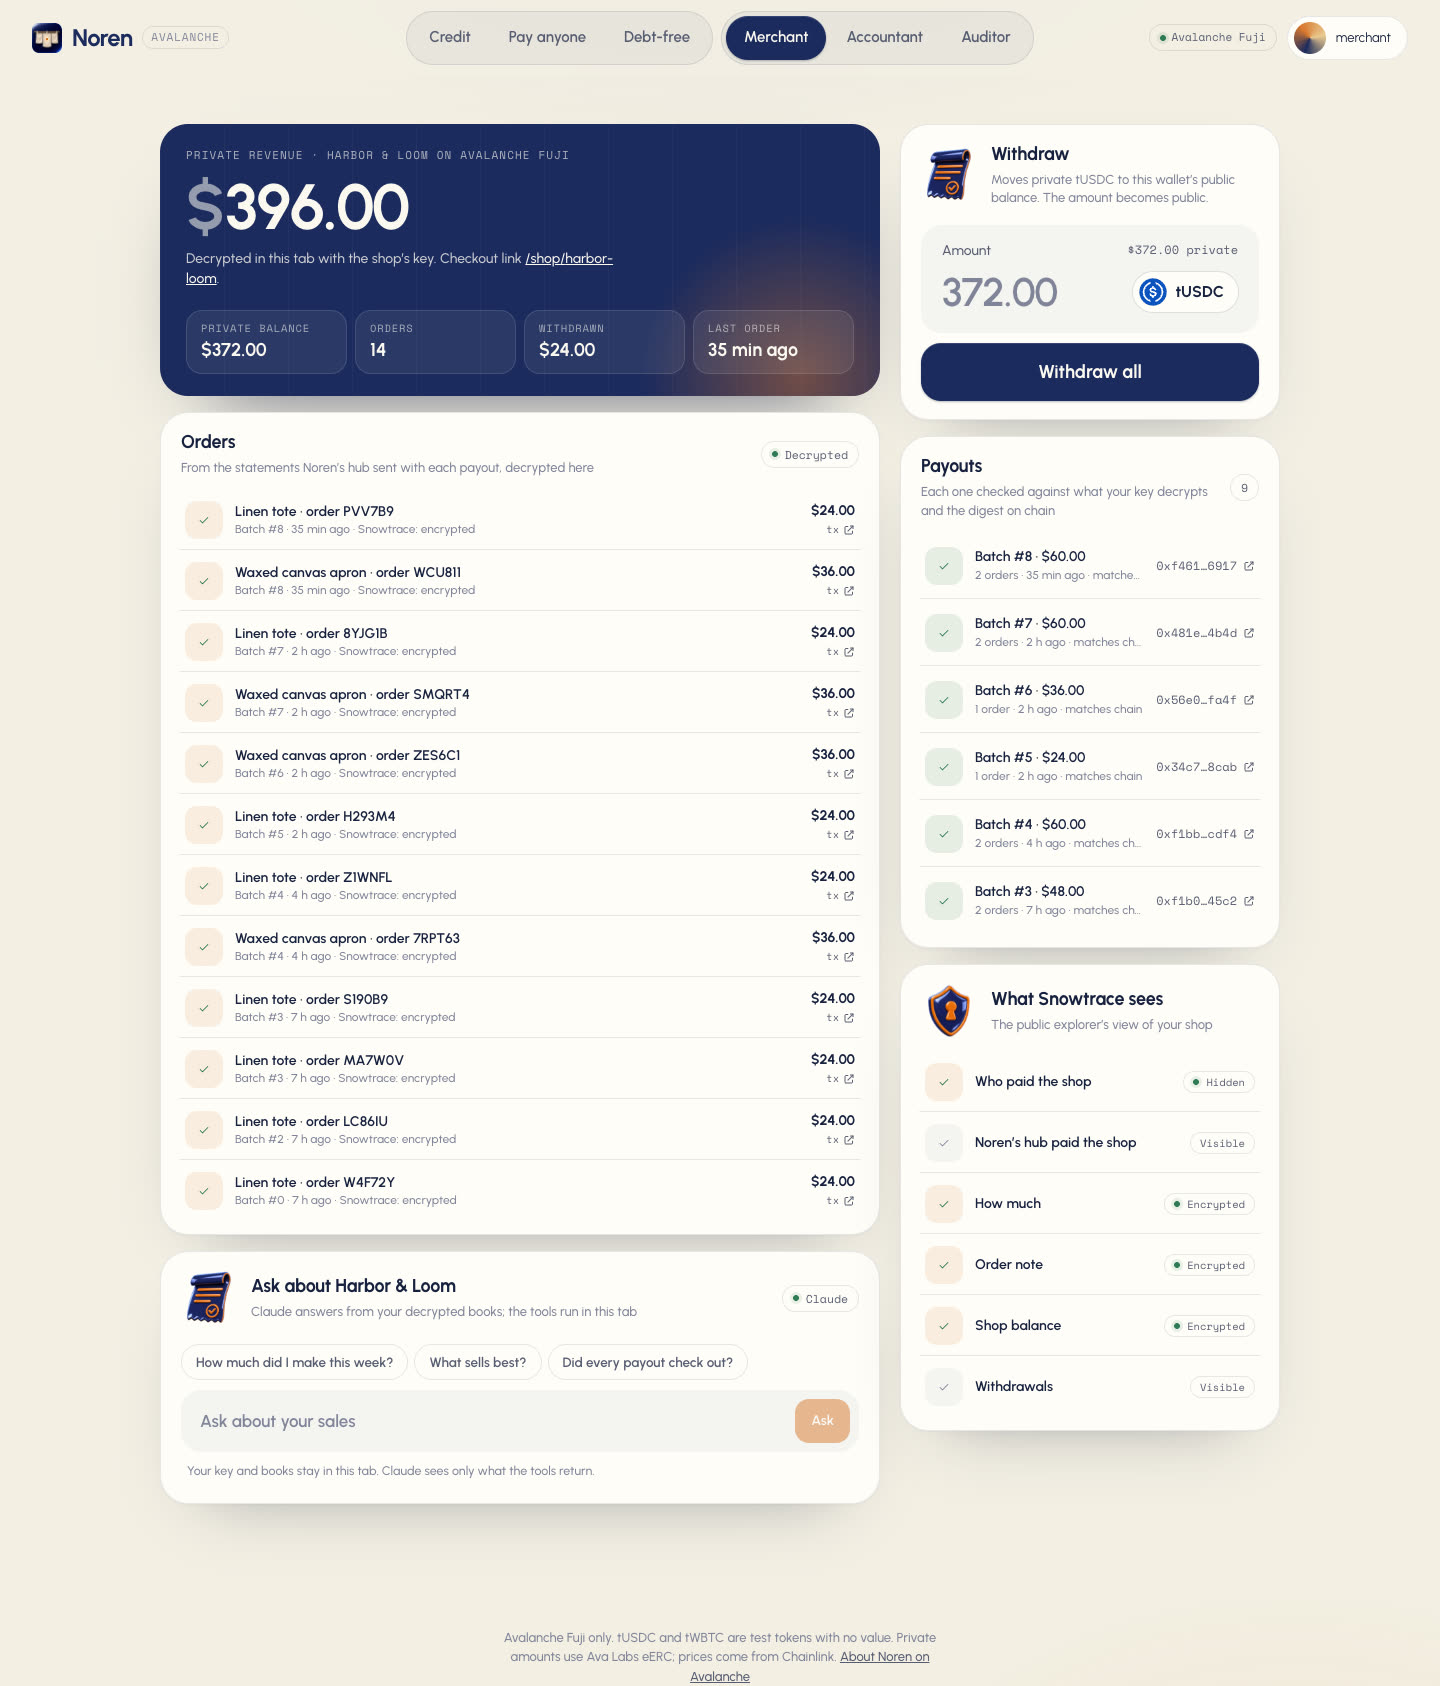 Noren
AVALANCHE
Credit
Pay anyone
Debt-free
Merchant
Accountant
Auditor
Avalanche Fuji
merchant
PRIVATE REVENUE · HARBOR & LOOM ON AVALANCHE FUJI
$396.00
Decrypted in this tab with the shop's key. Checkout link /shop/harbor-
loom.
PRIVATE BALANCE
$372.00
ORDERS
14
WITHDRAWN
$24.00
LAST ORDER
35 min ago
Orders
From the statements Noren's hub sent with each payout, decrypted here
Decrypted
Linen tote · order PVV7B9
$24.00
Batch #8 · 35 min ago · Snowtrace: encrypted
tx
Waxed canvas apron · order WCU811
$36.00
Batch #8 · 35 min ago · Snowtrace: encrypted
tx
Linen tote · order 8YJG1B
$24.00
Batch #7 · 2 h ago · Snowtrace: encrypted
tx
Waxed canvas apron · order SMQRT4
$36.00
Batch #7 · 2 h ago · Snowtrace: encrypted
tx
Waxed canvas apron · order ZES6C1
$36.00
Batch #6 · 2 h ago · Snowtrace: encrypted
tx
Linen tote · order H293M4
$24.00
Batch #5 · 2 h ago · Snowtrace: encrypted
tx
Linen tote · order Z1WNFL
$24.00
Batch #4 · 4 h ago · Snowtrace: encrypted
tx
Waxed canvas apron · order 7RPT63
$36.00
Batch #4 · 4 h ago · Snowtrace: encrypted
tx
Linen tote · order S190B9
$24.00
Batch #3 · 7 h ago · Snowtrace: encrypted
tx
Linen tote · order MA7W0V
$24.00
Batch #3 · 7 h ago · Snowtrace: encrypted
tx
Linen tote · order LC86IU
$24.00
Batch #2 · 7 h ago · Snowtrace: encrypted
tx
Linen tote · order W4F72Y
$24.00
Batch #0 · 7 h ago · Snowtrace: encrypted
tx
Ask about Harbor & Loom
Claude answers from your decrypted books; the tools run in this tab
Claude
How much did I make this week?
What sells best?
Did every payout check out?
Ask about your sales
Ask
Your key and books stay in this tab. Claude sees only what the tools return.
Withdraw
Moves private tUSDC to this wallet's public
balance. The amount becomes public.
Amount
$372.00 private
372.00
tUSDC
Withdraw all
Payouts
Each one checked against what your key decrypts
and the digest on chain
9
Batch #8 · $60.00
2 orders · 35 min ago · matche…
0xf461…6917
Batch #7 · $60.00
2 orders · 2 h ago · matches ch…
0x481e…4b4d
Batch #6 · $36.00
1 order · 2 h ago · matches chain
0x56e0…fa4f
Batch #5 · $24.00
1 order · 2 h ago · matches chain
0x34c7…8cab
Batch #4 · $60.00
2 orders · 4 h ago · matches ch…
0xf1bb…cdf4
Batch #3 · $48.00
2 orders · 7 h ago · matches ch…
0xf1b0…45c2
What Snowtrace sees
The public explorer's view of your shop
Who paid the shop
Hidden
Noren's hub paid the shop
Visible
How much
Encrypted
Order note
Encrypted
Shop balance
Encrypted
Withdrawals
Visible
Avalanche Fuji only. tUSDC and tWBTC are test tokens with no value. Private
amounts use Ava Labs eERC; prices come from Chainlink. About Noren on
Avalanche